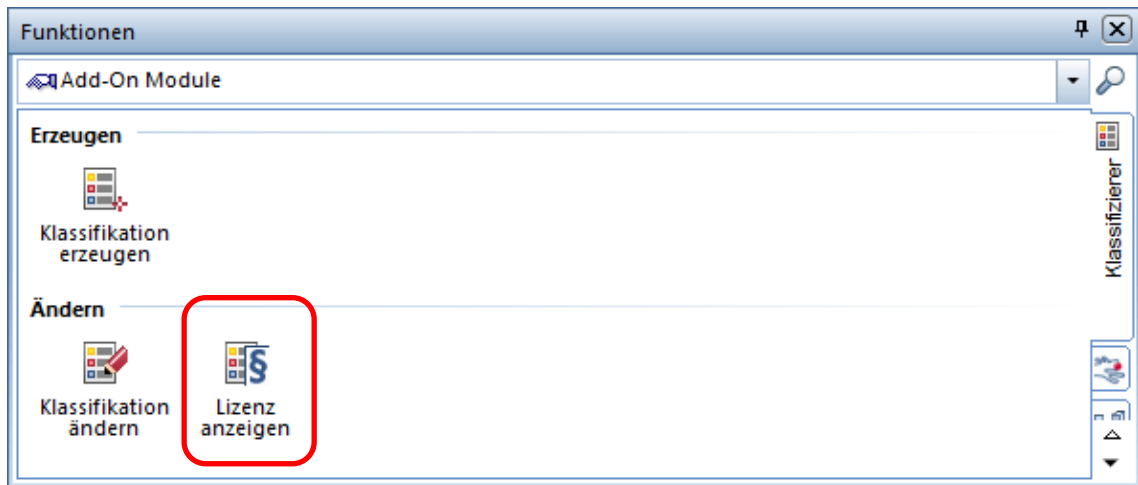 Funktionen
Add-On Module
Erzeugen
Klassifikation
erzeugen
Ändern
Klassifikation
ändern
Lizenz
anzeigen
Klassifizierer